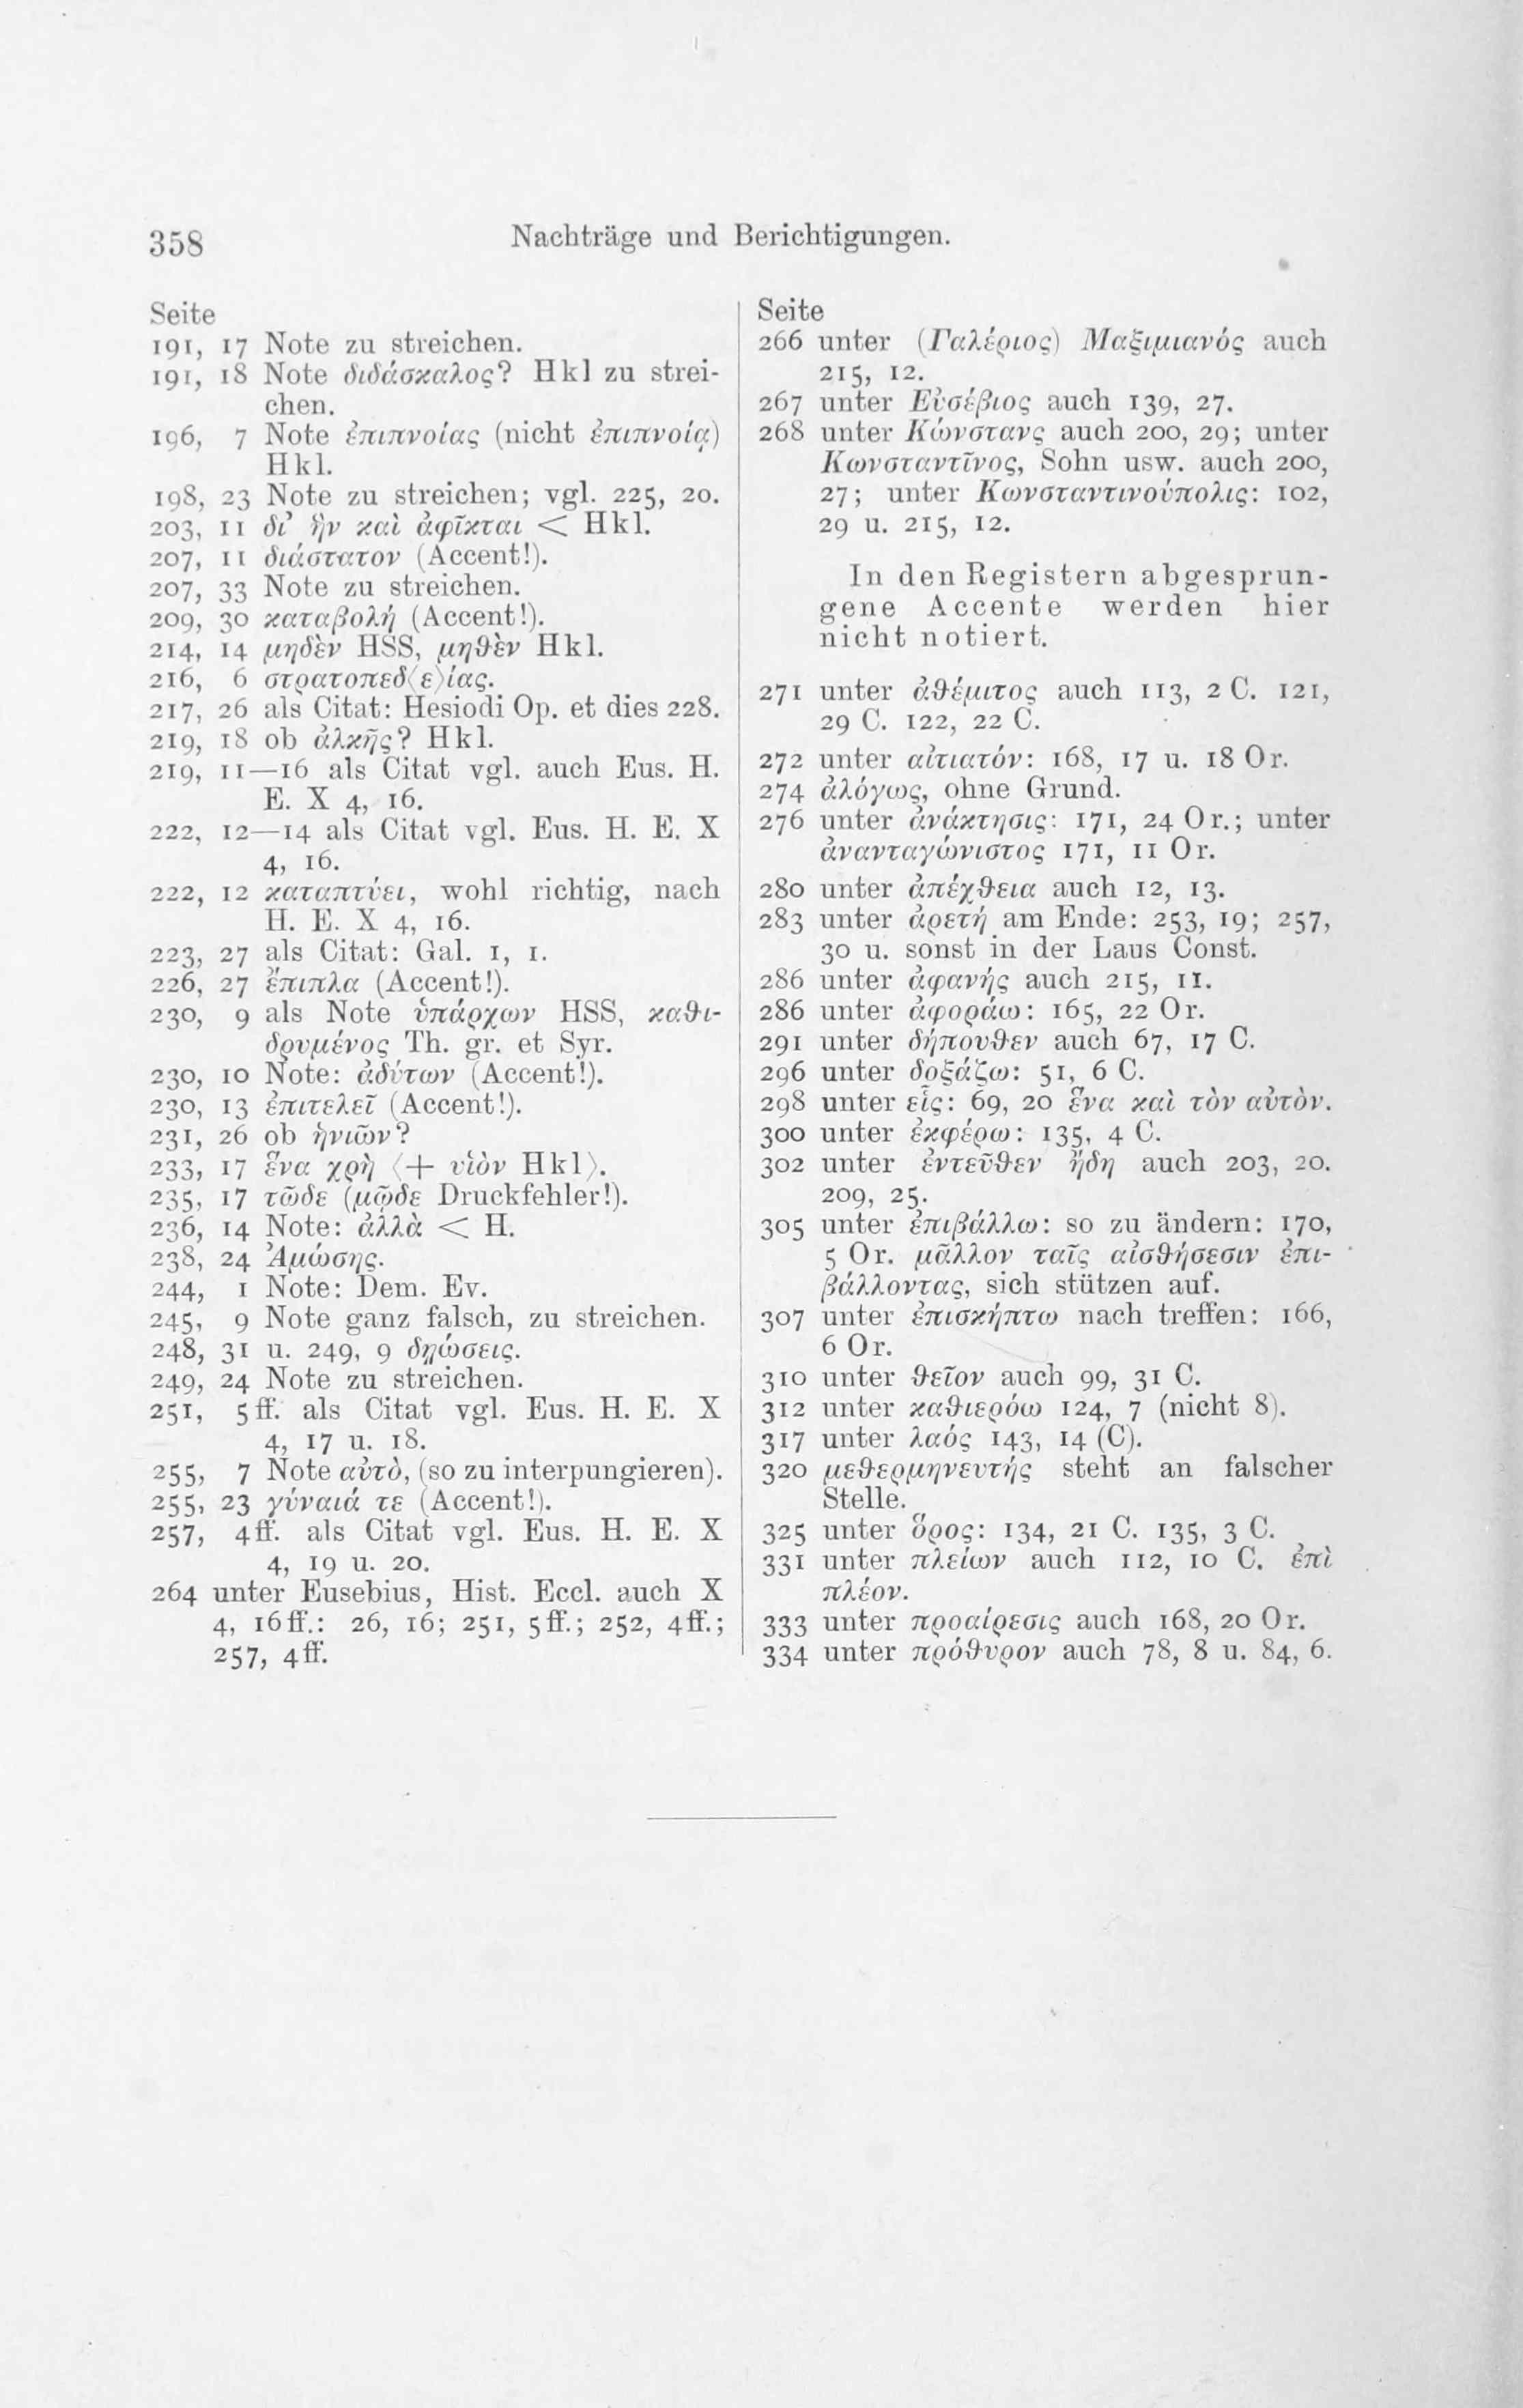 358
Nachträge und Berichtigungen.
Seite
191, 17 Note zu streichen.
191, 18 Note διδάσκαλος? Hkl zu strei-
chen.
196, 7 Note ἐπιπνοίας (nicht ἐπιπνοίᾳ)
Hkl.
198, 23 Note zu streichen; vgl. 225, 20.
203, 11 δι’ ἣν καὶ ἀφῖκται < Hkl.
207, 11 διάστατον (Accent!).
207, 33 Note zu streichen.
209, 30 καταβολή (Accent!).
214, 14 μηδὲν HSS, μηθὲν Hkl.
216, 6 στρατοπεδ⟨ε⟩ίας.
217, 26 als Citat: Hesiodi Op. et dies 228.
219, 18 ob ἀλκῆς? Hkl.
219, 11—16 als Citat vgl. auch Eus. H.
E. X 4, 16.
222, 12—14 als Citat vgl. Eus. H. E. X
4, 16.
222, 12 καταπτύει, wohl richtig, nach
H. E. X 4, 16.
223, 27 als Citat: Gal. 1, 1.
226, 27 ἔπιπλα (Accent!).
230, 9 als Note ὑπάρχων HSS, καθι-
δρυμένος Th. gr. et Syr.
230, 10 Note: ἀδύτων (Accent!).
230, 13 ἐπιτελεῖ (Accent!).
231, 26 ob ἡνιῶν?
233, 17 ἕνα χρὴ ⟨+ υἱὸν Hkl⟩.
235, 17 τῶδε (μῷδε Druckfehler!).
236, 14 Note: ἀλλὰ < H.
238, 24 Ἀμώσης.
244, 1 Note: Dem. Ev.
245, 9 Note ganz falsch, zu streichen.
248, 31 u. 249, 9 δῃώσεις.
249, 24 Note zu streichen.
251, 5ff. als Citat vgl. Eus. H. E. X
4, 17 u. 18.
255, 7 Note αὐτὸ, (so zu interpungieren).
255, 23 γύναιά τε (Accent!).
257, 4ff. als Citat vgl. Eus. H. E. X
4, 19 u. 20.
264 unter Eusebius, Hist. Eccl. auch X
4, 16ff.: 26, 16; 251, 5ff.; 252, 4ff.;
257, 4ff.
Seite
266 unter (Γαλέριος) Μαξιμιανός auch
215, 12.
267 unter Εὐσέβιος auch 139, 27.
268 unter Κώνστανς auch 200, 29; unter
Κωνσταντῖνος, Sohn usw. auch 200,
27; unter Κωνσταντινούπολις: 102,
29 u. 215, 12.
In den Registern abgesprun-
gene Accente werden hier
nicht notiert.
271 unter ἀθέμιτος auch 113, 2 C. 121,
29 C. 122, 22 C.
272 unter αἰτιατόν: 168, 17 u. 18 Or.
274 ἀλόγως, ohne Grund.
276 unter ἀνάκτησις: 171, 24 Or.; unter
ἀνανταγώνιστος 171, 11 Or.
280 unter ἀπέχθεια auch 12, 13.
283 unter ἀρετή am Ende: 253, 19; 257,
30 u. sonst in der Laus Const.
286 unter ἀφανής auch 215, 11.
286 unter ἀφοράω: 165, 22 Or.
291 unter δήπουθεν auch 67, 17 C.
296 unter δοξάζω: 51, 6 C.
298 unter εἷς: 69, 20 ἕνα καὶ τὸν αὐτὸν.
300 unter ἐκφέρω: 135, 4 C.
302 unter ἐντεῦθεν ἤδη auch 203, 20.
209, 25.
305 unter ἐπιβάλλω: so zu ändern: 170,
5 Or. μᾶλλον ταῖς αἰσθήσεσιν ἐπι-
βάλλοντας, sich stützen auf.
307 unter ἐπισκήπτω nach treffen: 166,
6 Or.
310 unter θεῖον auch 99, 31 C.
312 unter καθιερόω 124, 7 (nicht 8).
317 unter λαός 143, 14 (C).
320 μεθερμηνευτής steht an falscher
Stelle.
325 unter ὅρος: 134, 21 C. 135, 3 C.
331 unter πλείων auch 112, 10 C. ἐπὶ
πλέον.
333 unter προαίρεσις auch 168, 20 Or.
334 unter πρόθυρον auch 78, 8 u. 84, 6.